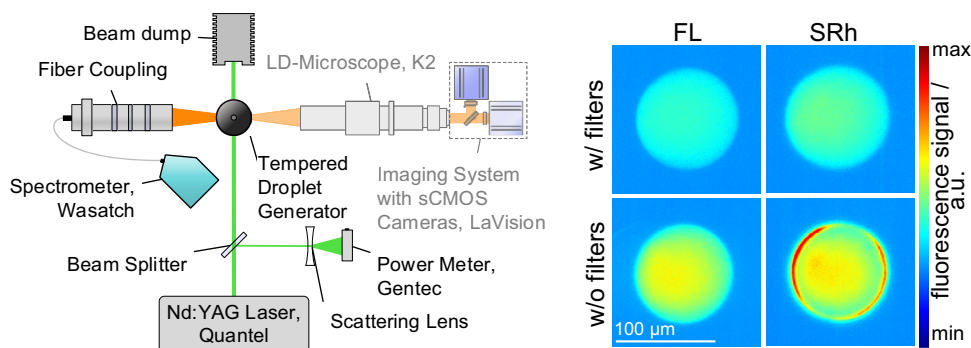 Beam dump
Fiber Coupling
LD-Microscope, K2
Tempered
Droplet
Generator
Imaging System
with sCMOS
Cameras, LaVision
Spectrometer,
Wasatch
Beam Splitter
Power Meter,
Gentec
Scattering Lens
Nd:YAG Laser,
Quantel
FL
SRh
w/ filters
w/o filters
100 µm
max
fluorescence signal /
a.u.
min